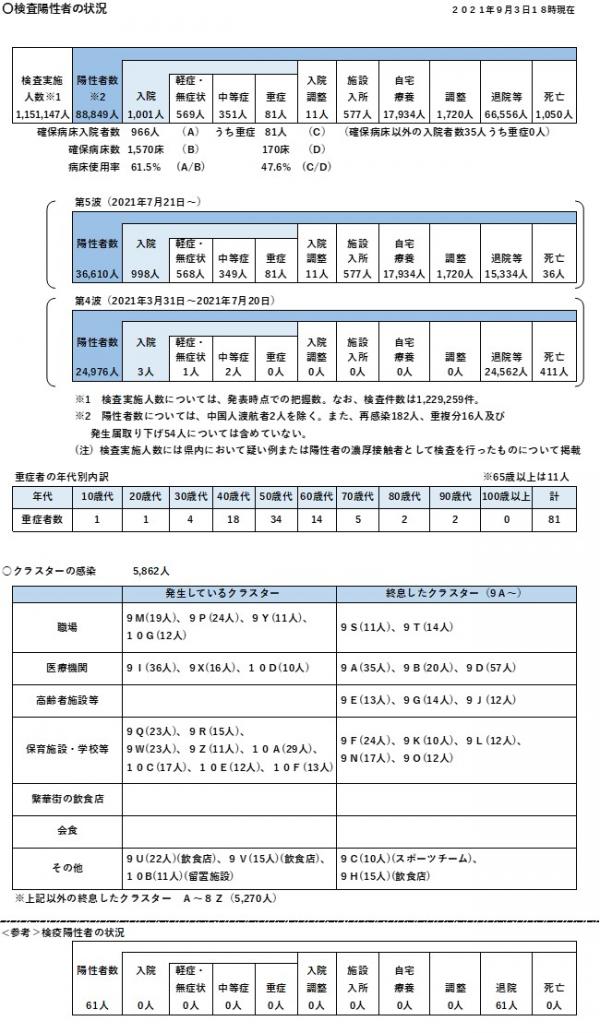 〇検査陽性者の状況　２０２１年９月３日１８時現在
検査実施人数※1　陽性者数※2　入院　軽症・無症状　中等症　重症　入院調整　施設入所　自宅療養　調整　退院等　死亡
1,151,147人　88,849人　1,001人　569人　351人　81人　11人　577人　17,934人　1,720人　66,556人　1,050人
確保病床入院者数　966人　（A）　うち重症　81人　（C）　（確保病床以外の入院者数35人うち重症0人）
確保病床数　1,570床　（B）　170床　（D）
病床使用率　61.5%　（A/B）　47.6%　（C/D）
第5波（2021年7月21日～）
陽性者数　入院　軽症・無症状　中等症　重症　入院調整　施設入所　自宅療養　調整　退院等　死亡
36,610人　998人　568人　349人　81人　11人　577人　17,934人　1,720人　15,334人　36人
第4波（2021年3月31日～2021年7月20日）
陽性者数　入院　軽症・無症状　中等症　重症　入院調整　施設入所　自宅療養　調整　退院等　死亡
24,976人　3人　1人　2人　0人　0人　0人　0人　0人　24,562人　411人
※1　検査実施人数については、発表時点での把握数。なお、検査件数は1,229,259件。
※2　陽性者数については、中国人渡航者2人を除く。また、再感染182人、重複分16人及び
発生届取り下げ54人については含めていない。
（注）検査実施人数には県内において疑い例または陽性者の濃厚接触者として検査を行ったものについて掲載
重症者の年代別内訳　※65歳以上は11人
年代　10歳代　20歳代　30歳代　40歳代　50歳代　60歳代　70歳代　80歳代　90歳代　100歳以上　計
重症者数　1　1　4　18　34　14　5　2　2　0　81
〇クラスターの感染　5,862人
発生しているクラスター　終息したクラスター（9A～）
職場　９M(19人)、９P(24人)、９Y(11人)、　９S(11人)、９T(14人)
１０G(12人)
医療機関　９I(36人)、９X(16人)、１０D(10人)　９A(35人)、９B(20人)、９D(57人)
高齢者施設等　９E(13人)、９G(14人)、９J(12人)
保育施設・学校等　９Q(23人)、９R(15人)、　９F(24人)、９K(10人)、９L(12人)、
９W(23人)、９Z(11人)、１０A(29人)、　９N(17人)、９O(12人)
１０C(17人)、１０E(12人)、１０F(13人)
繁華街の飲食店
会食
その他　９U(22人)(飲食店)、９V(15人)(飲食店)、　９C(10人)(スポーツチーム)、
１０B(11人)(留置施設)　９H(15人)(飲食店)
※上記以外の終息したクラスター　A～８Z（5,270人）
<参考>検疫陽性者の状況
陽性者数　入院　軽症・無症状　中等症　重症　入院調整　施設入所　自宅療養　調整　退院　死亡
61人　0人　0人　0人　0人　0人　0人　0人　0人　61人　0人